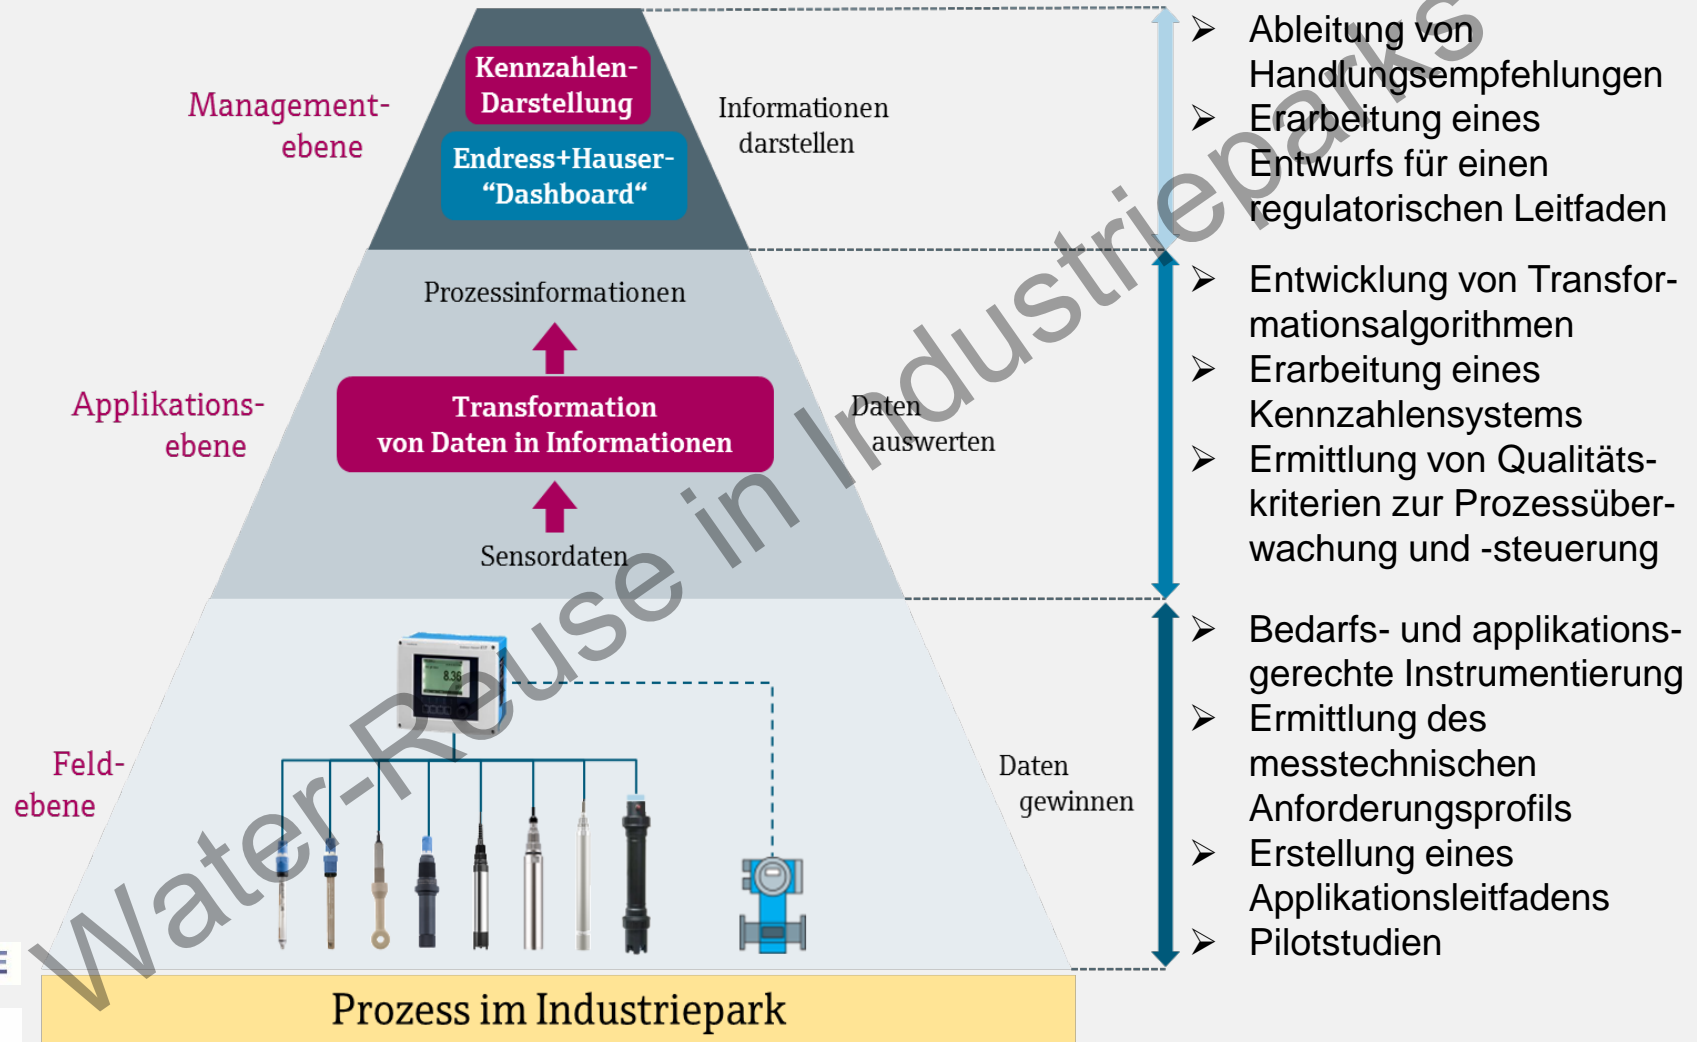 Kennzahlen-
Darstellung
Management-
ebene
Endress+Hauser-
“Dashboard“
Informationen
darstellen
➢ Ableitung von
Handlungsempfehlungen
➢ Erarbeitung eines
Entwurfs für einen
regulatorischen Leitfaden
Prozessinformationen
Applikations-
ebene
Transformation
von Daten in Informationen
Sensordaten
Daten
auswerten
➢ Entwicklung von Transfor-
mationsalgorithmen
➢ Erarbeitung eines
Kennzahlensystems
➢ Ermittlung von Qualitäts-
kriterien zur Prozessüber-
wachung und -steuerung
8.36
Feld-
ebene
Daten
gewinnen
➢ Bedarfs- und applikations-
gerechte Instrumentierung
➢ Ermittlung des
messtechnischen
Anforderungsprofils
➢ Erstellung eines
Applikationsleitfadens
➢ Pilotstudien
Prozess im Industriepark
Water-Reuse in Industrieparks
E